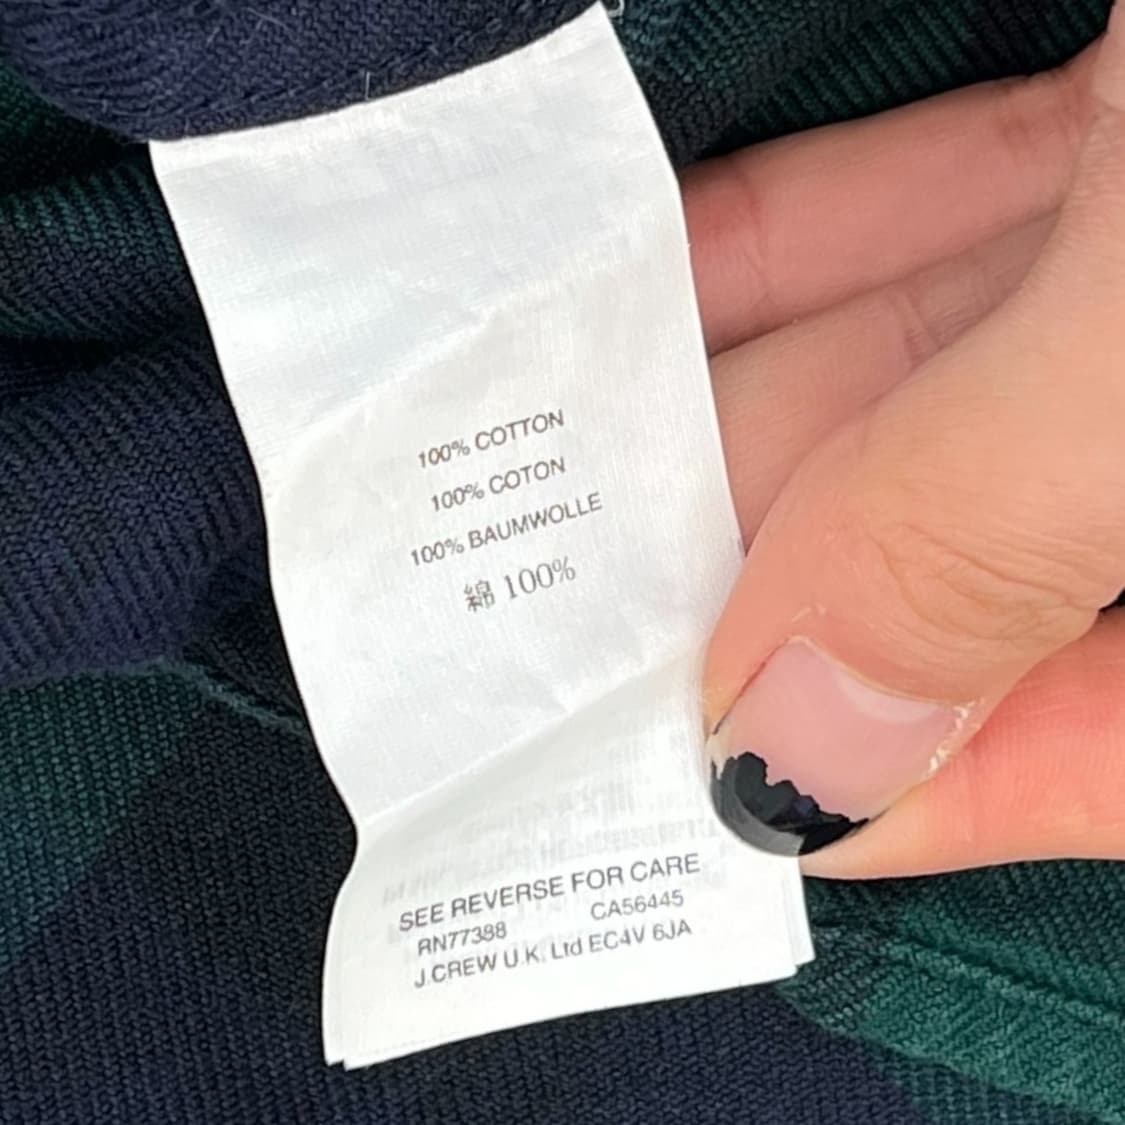 100% COTTON
100% COTON
100% BAUMWOLLE
綿 100%
SEE REVERSE FOR CARE
RN77388 CA56445
J.CREW U.K. Ltd EC4V 6JA